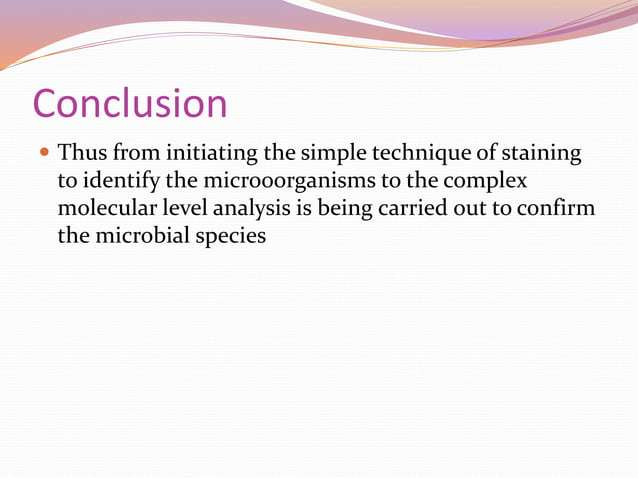 Conclusion
Thus from initiating the simple technique of staining
to identify the microoorganisms to the complex
molecular level analysis is being carried out to confirm
the microbial species